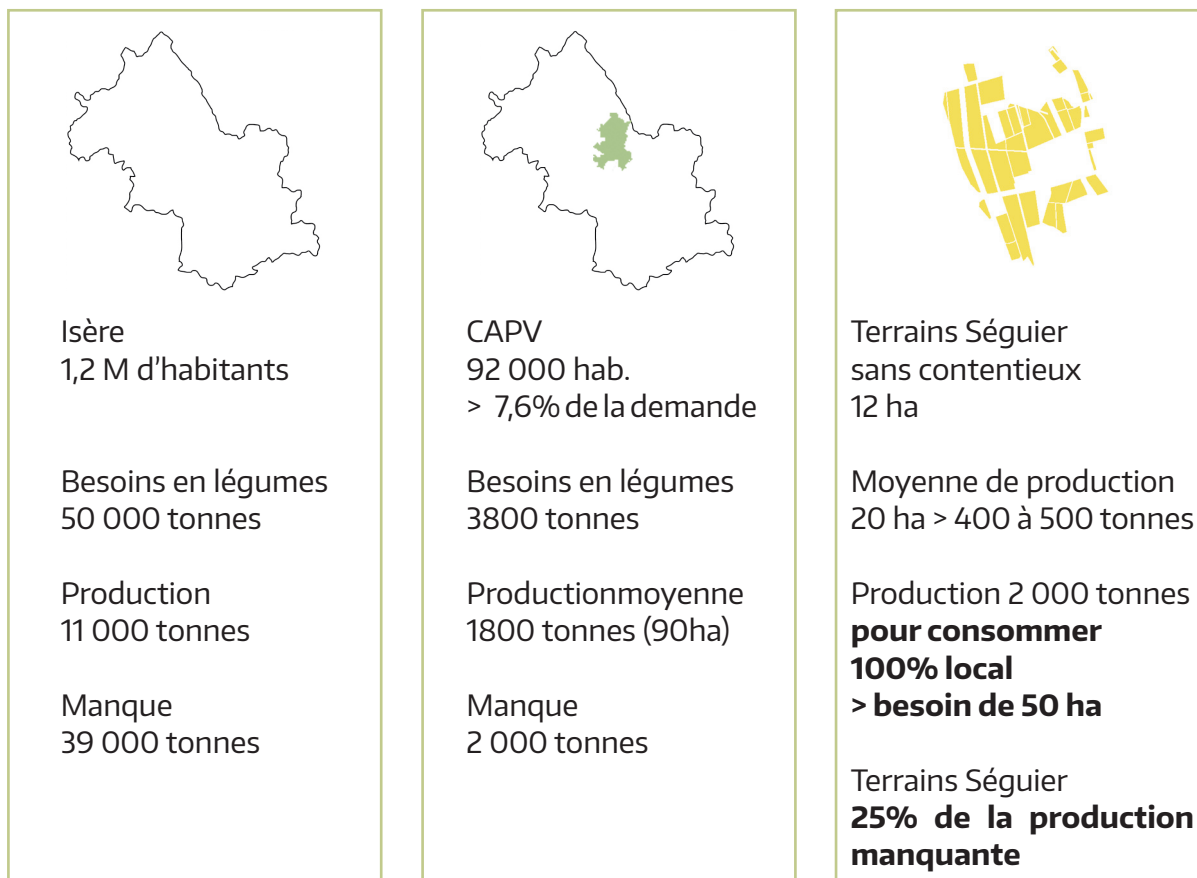 Isère
1,2 M d'habitants
Besoins en légumes
50 000 tonnes
Production
11 000 tonnes
Manque
39 000 tonnes
CAPV
92 000 hab.
> 7,6% de la demande
Besoins en légumes
3800 tonnes
Productionmoyenne
1800 tonnes (90ha)
Manque
2 000 tonnes
Terrains Séguier
sans contentieux
12 ha
Moyenne de production
20 ha > 400 à 500 tonnes
Production 2 000 tonnes
pour consommer
100% local
> besoin de 50 ha
Terrains Séguier
25% de la production
manquante